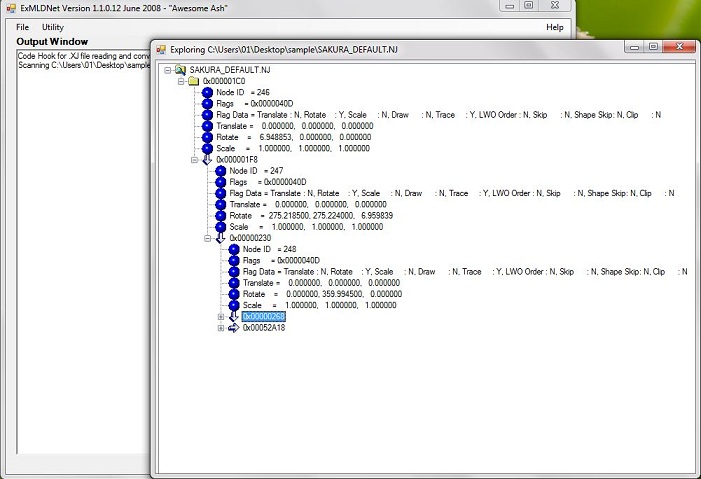 ExMLDNet Version 1.1.0.12 June 2008 - "Awesome Ash"
File Utility Help
Output Window
Code Hook for .XJ file reading and conv
Scanning C:\Users\01\Desktop\sample
Exploring C:\Users\01\Desktop\sample\SAKURA_DEFAULT.NJ
SAKURA_DEFAULT.NJ
0x000001C0
Node ID = 246
Flags = 0x0000040D
Flag Data = Translate : N, Rotate : Y, Scale : N, Draw : N, Trace : Y, LWO Order : N, Skip : N, Shape Skip: N, Clip : N
Translate = 0.000000, 0.000000, 0.000000
Rotate = 6.948853, 0.000000, 0.000000
Scale = 1.000000, 1.000000, 1.000000
0x000001F8
Node ID = 247
Flags = 0x0000040D
Flag Data = Translate : N, Rotate : Y, Scale : N, Draw : N, Trace : Y, LWO Order : N, Skip : N, Shape Skip: N, Clip : N
Translate = 0.000000, 0.000000, 0.000000
Rotate = 275.218500, 275.224000, 6.959839
Scale = 1.000000, 1.000000, 1.000000
0x00000230
Node ID = 248
Flags = 0x0000040D
Flag Data = Translate : N, Rotate : Y, Scale : N, Draw : N, Trace : Y, LWO Order : N, Skip : N, Shape Skip: N, Clip : N
Translate = 0.000000, 0.000000, 0.000000
Rotate = 0.000000, 359.994500, 0.000000
Scale = 1.000000, 1.000000, 1.000000
0x00000268
0x00052A18